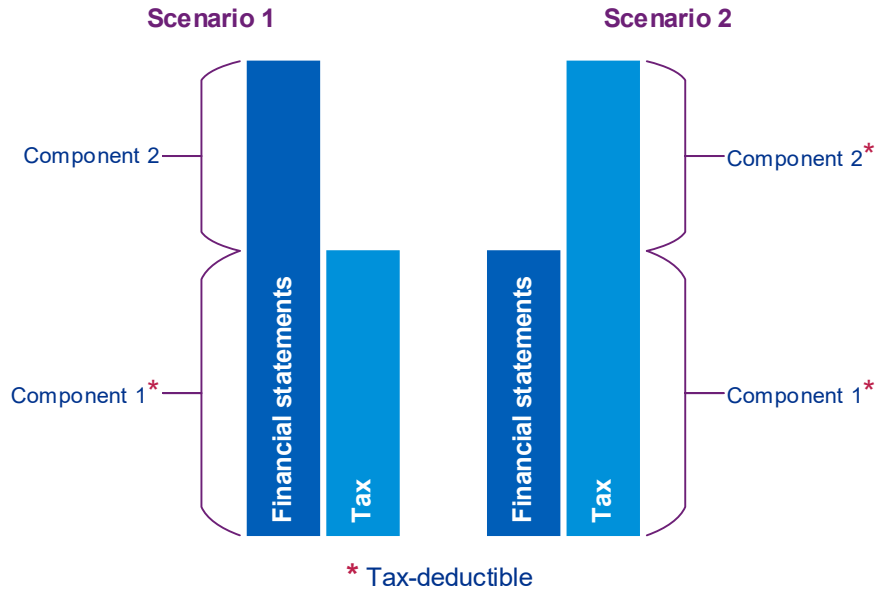 Scenario 1
Scenario 2
Component 2
Component 2*
Component 1*
Component 1*
Financial statements
Tax
Financial statements
Tax
* Tax-deductible